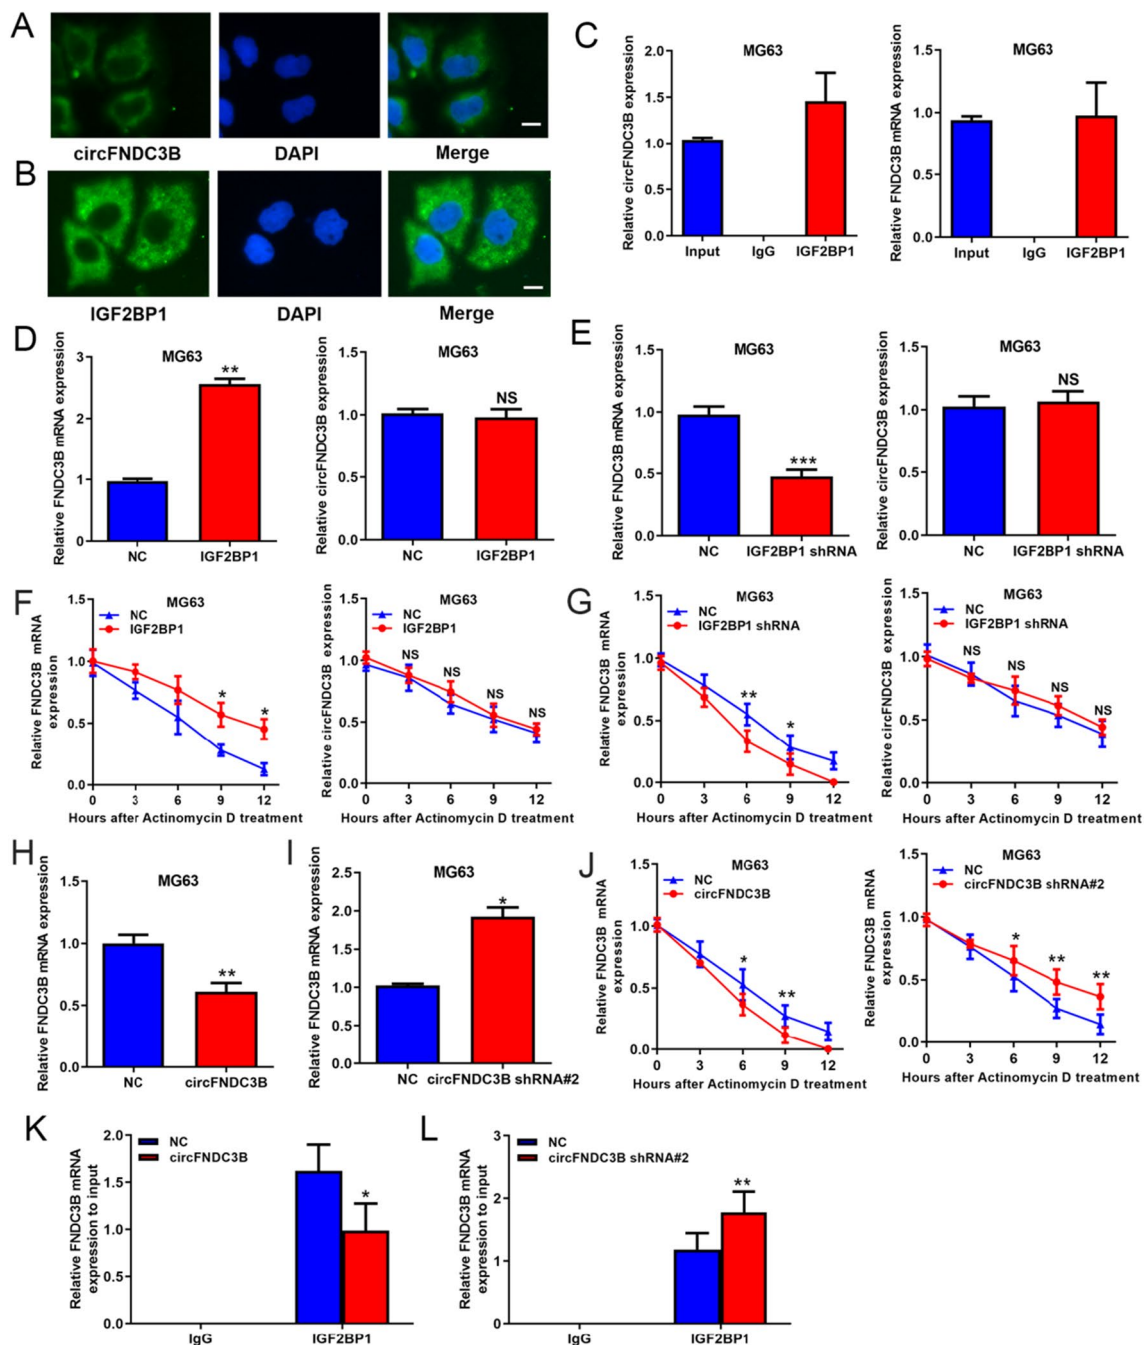 A
circFNDC3B
DAPI
Merge
B
IGF2BP1
DAPI
Merge
C
MG63
Relative circFNDC3B expression
2.0
1.5
1.0
0.5
0.0
Input
IgG
IGF2BP1
MG63
Relative FNDC3B mRNA expression
1.5
1.0
0.5
0.0
Input
IgG
IGF2BP1
D
MG63
Relative FNDC3B mRNA expression
3
2
1
0
**
NC
IGF2BP1
MG63
Relative circFNDC3B expression
1.5
1.0
0.5
0.0
NS
NC
IGF2BP1
E
MG63
Relative FNDC3B mRNA expression
1.5
1.0
0.5
0.0
***
NC
IGF2BP1 shRNA
MG63
Relative circFNDC3B expression
1.5
1.0
0.5
0.0
NS
NC
IGF2BP1 shRNA
F
MG63
NC
IGF2BP1
Relative FNDC3B mRNA
expression
1.5
1.0
0.5
0.0
*
*
0
3
6
9
12
Hours after Actinomycin D treatment
MG63
NC
IGF2BP1
Relative circFNDC3B expression
1.5
1.0
0.5
0.0
NS
NS
NS
NS
0
3
6
9
12
Hours after Actinomycin D treatment
G
MG63
NC
IGF2BP1 shRNA
Relative FNDC3B mRNA
expression
1.5
1.0
0.5
0.0
**
*
0
3
6
9
12
Hours after Actinomycin D treatment
MG63
NC
IGF2BP1 shRNA
Relative circFNDC3B expression
1.5
1.0
0.5
0.0
NS
NS
NS
NS
0
3
6
9
12
Hours after Actinomycin D treatment
H
MG63
Relative FNDC3B mRNA expression
1.5
1.0
0.5
0.0
**
NC
circFNDC3B
I
MG63
Relative FNDC3B mRNA expression
2.5
2.0
1.5
1.0
0.5
0.0
*
NC
circFNDC3B shRNA#2
J
MG63
NC
circFNDC3B
Relative FNDC3B mRNA
expression
1.5
1.0
0.5
0.0
*
**
0
3
6
9
12
Hours after Actinomycin D treatment
MG63
NC
circFNDC3B shRNA#2
Relative FNDC3B mRNA
expression
1.5
1.0
0.5
0.0
*
**
**
0
3
6
9
12
Hours after Actinomycin D treatment
K
NC
circFNDC3B
Relative FNDC3B mRNA
expression to input
2.0
1.5
1.0
0.5
0.0
*
IgG
IGF2BP1
L
NC
circFNDC3B shRNA#2
Relative FNDC3B mRNA
expression to input
3
2
1
0
**
IgG
IGF2BP1